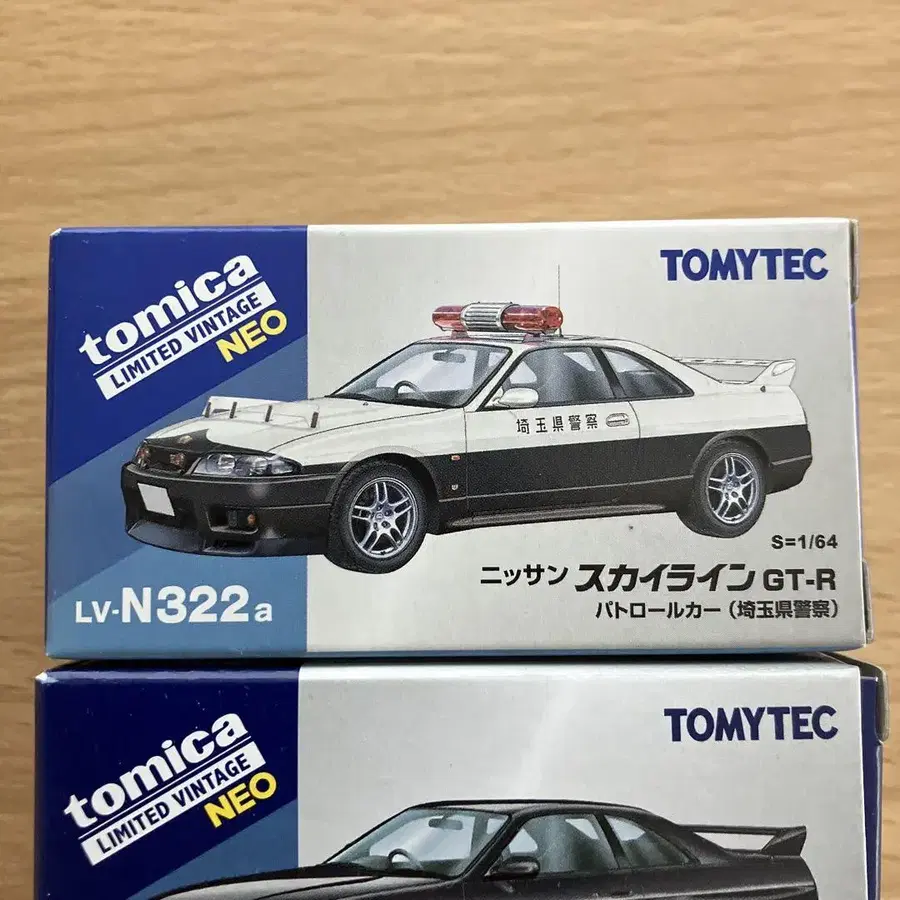 tomica
LIMITED VINTAGE
NEO
TOMYTEC
埼玉県警察
S=1/64
ニッサン スカイライン GT-R
パトロールカー（埼玉県警察）
LV-N322a
tomica
LIMITED VINTAGE
NEO
TOMYTEC